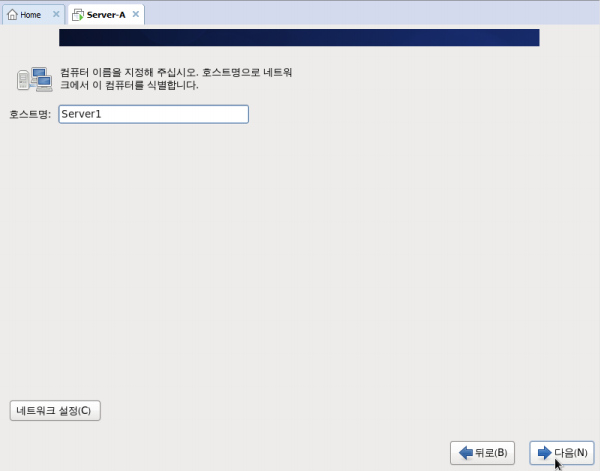 Home
Server-A
컴퓨터 이름을 지정해 주십시오. 호스트명으로 네트워
크에서 이 컴퓨터를 식별합니다.
호스트명: Server1
네트워크 설정(C)
뒤로(B) 다음(N)